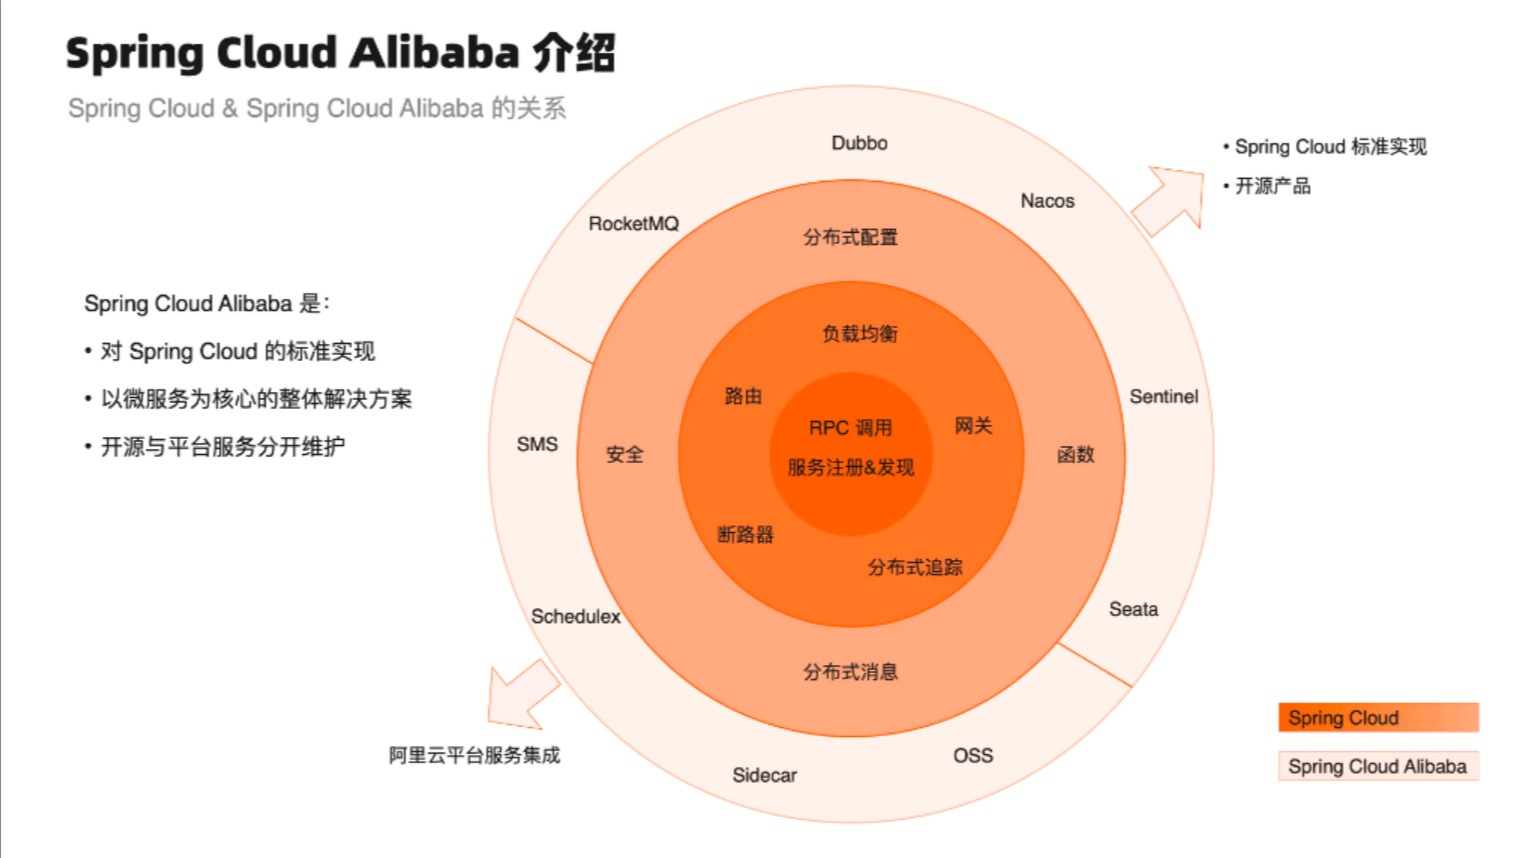 Spring Cloud Alibaba 介绍
Spring Cloud & Spring Cloud Alibaba 的关系
Spring Cloud Alibaba 是：
• 对 Spring Cloud 的标准实现
• 以微服务为核心的整体解决方案
• 开源与平台服务分开维护
Dubbo
Nacos
RocketMQ
Sentinel
SMS
Seata
Schedulex
OSS
Sidecar
分布式配置
安全
函数
分布式消息
负载均衡
路由
网关
断路器
分布式追踪
RPC 调用
服务注册&发现
• Spring Cloud 标准实现
• 开源产品
阿里云平台服务集成
Spring Cloud
Spring Cloud Alibaba